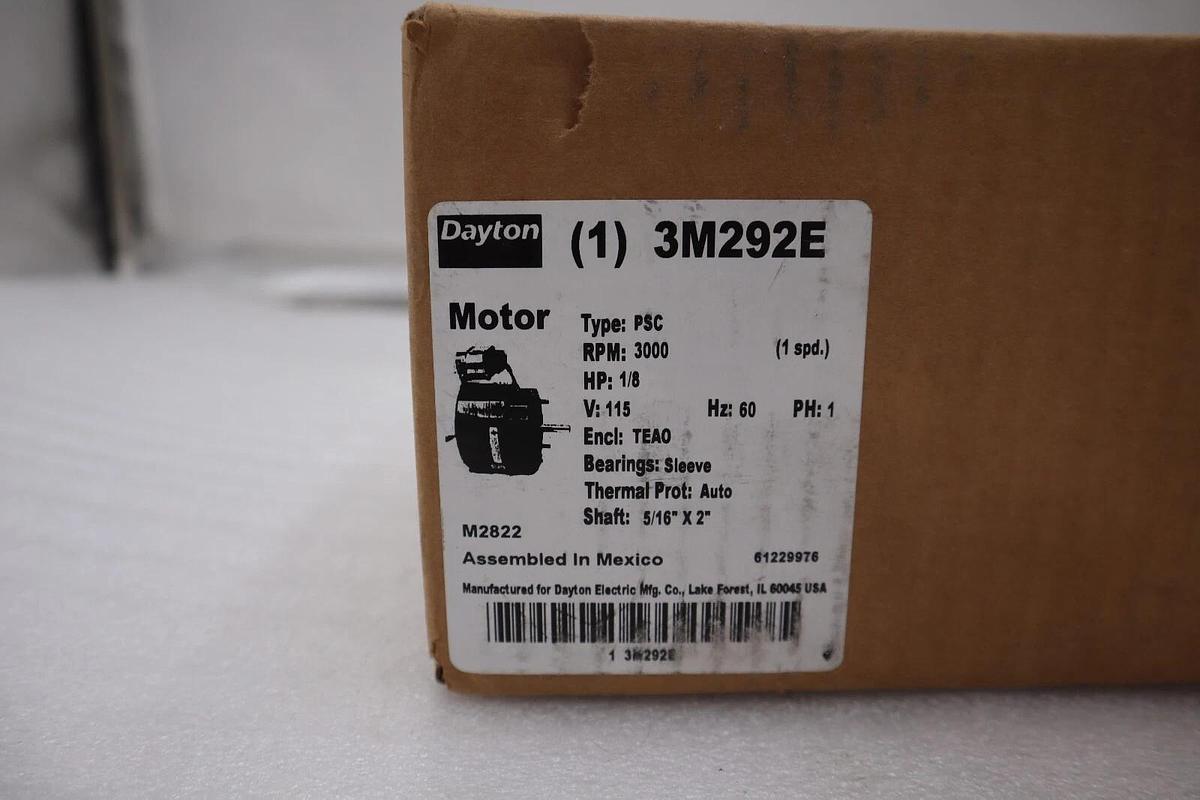 Dayton (1) 3M292E
Motor
Type: PSC
RPM: 3000 (1 spd.)
HP: 1/8
V: 115 Hz: 60 PH: 1
Encl: TEAO
Bearings: Sleeve
Thermal Prot: Auto
Shaft: 5/16" X 2"
M2822
Assembled In Mexico 61229976
Manufactured for Dayton Electric Mfg. Co., Lake Forest, IL 60045 USA
1 3M292E